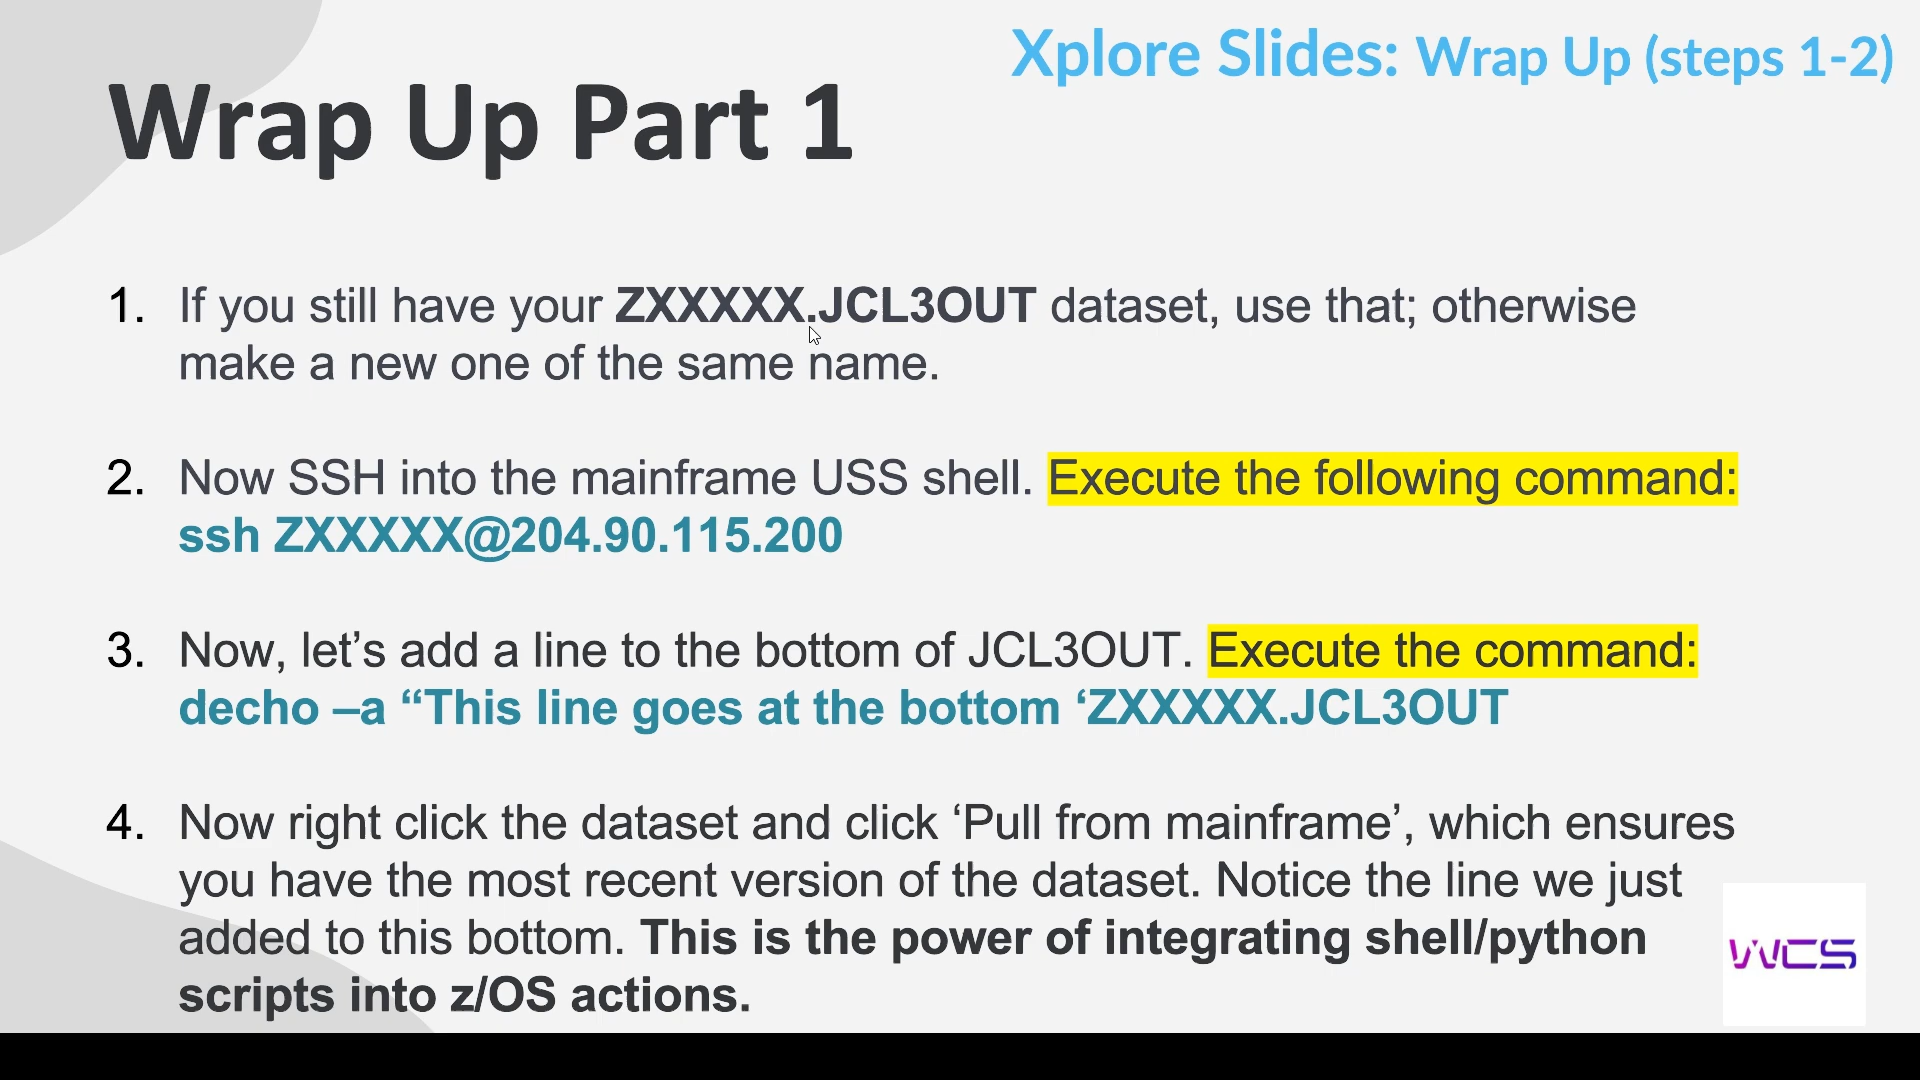 Xplore Slides: Wrap Up (steps 1-2)
Wrap Up Part 1
1. If you still have your ZXXXXX.JCL3OUT dataset, use that; otherwise
make a new one of the same name.
2. Now SSH into the mainframe USS shell. Execute the following command:
ssh ZXXXXX@204.90.115.200
3. Now, let’s add a line to the bottom of JCL3OUT. Execute the command:
decho –a “This line goes at the bottom ‘ZXXXXX.JCL3OUT
4. Now right click the dataset and click ‘Pull from mainframe’, which ensures
you have the most recent version of the dataset. Notice the line we just
added to this bottom. This is the power of integrating shell/python
scripts into z/OS actions.
WCS